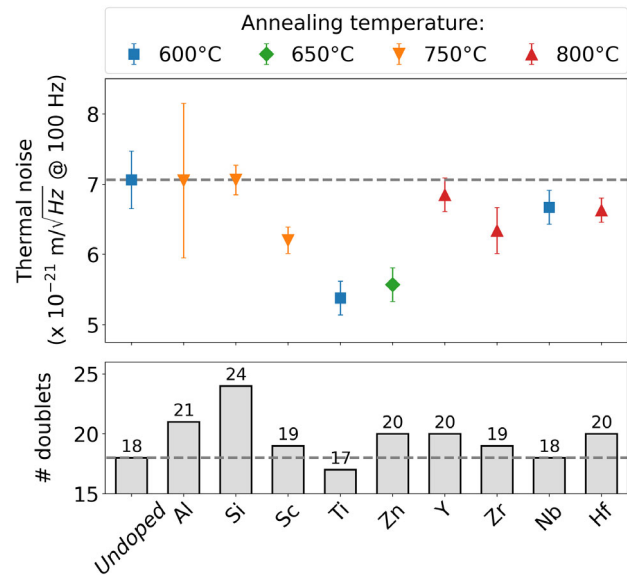 Annealing temperature:
600°C 650°C 750°C 800°C
Thermal noise
(x 10⁻²¹ m/√Hz @ 100 Hz)
8
7
6
5
# doublets
25
20
15
18 21 24 19 17 20 20 19 18 20
Undoped Al Si Sc Ti Zn Y Zr Nb Hf